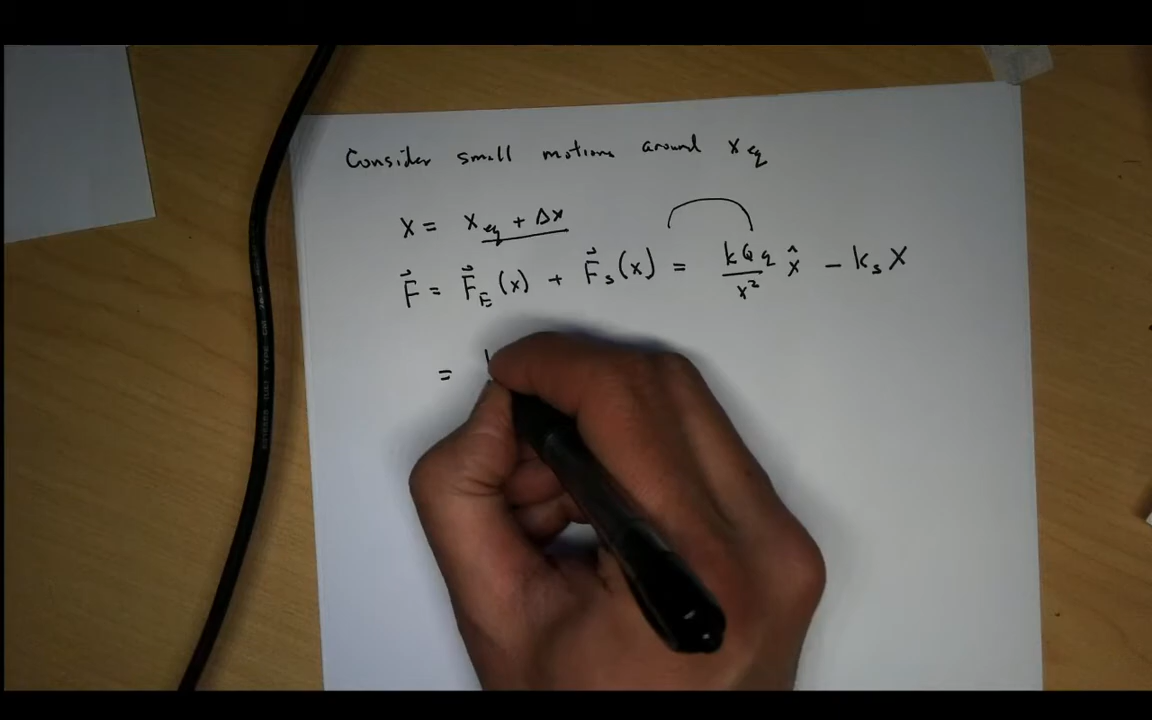 Consider small motions around x_eq
x = x_eq + Δx
F⃗ = F⃗_E(x) + F⃗_s(x) = kQq/x² x̂ − k_s x
=